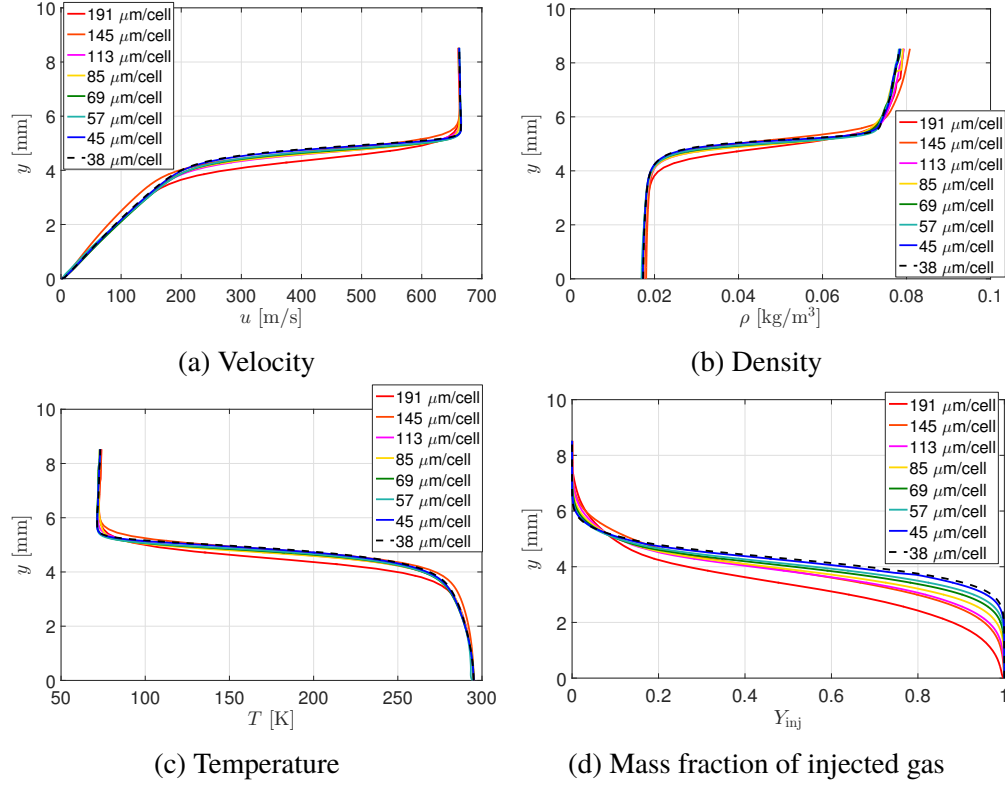 10
8
6
4
2
0
y [mm]
191 μm/cell
145 μm/cell
113 μm/cell
85 μm/cell
69 μm/cell
57 μm/cell
45 μm/cell
38 μm/cell
0 100 200 300 400 500 600 700
u [m/s]
(a) Velocity
10
8
6
4
2
0
y [mm]
191 μm/cell
145 μm/cell
113 μm/cell
85 μm/cell
69 μm/cell
57 μm/cell
45 μm/cell
38 μm/cell
0 0.02 0.04 0.06 0.08 0.1
ρ [kg/m³]
(b) Density
10
8
6
4
2
0
y [mm]
191 μm/cell
145 μm/cell
113 μm/cell
85 μm/cell
69 μm/cell
57 μm/cell
45 μm/cell
38 μm/cell
50 100 150 200 250 300
T [K]
(c) Temperature
10
8
6
4
2
0
y [mm]
191 μm/cell
145 μm/cell
113 μm/cell
85 μm/cell
69 μm/cell
57 μm/cell
45 μm/cell
38 μm/cell
0 0.2 0.4 0.6 0.8 1
Y_inj
(d) Mass fraction of injected gas